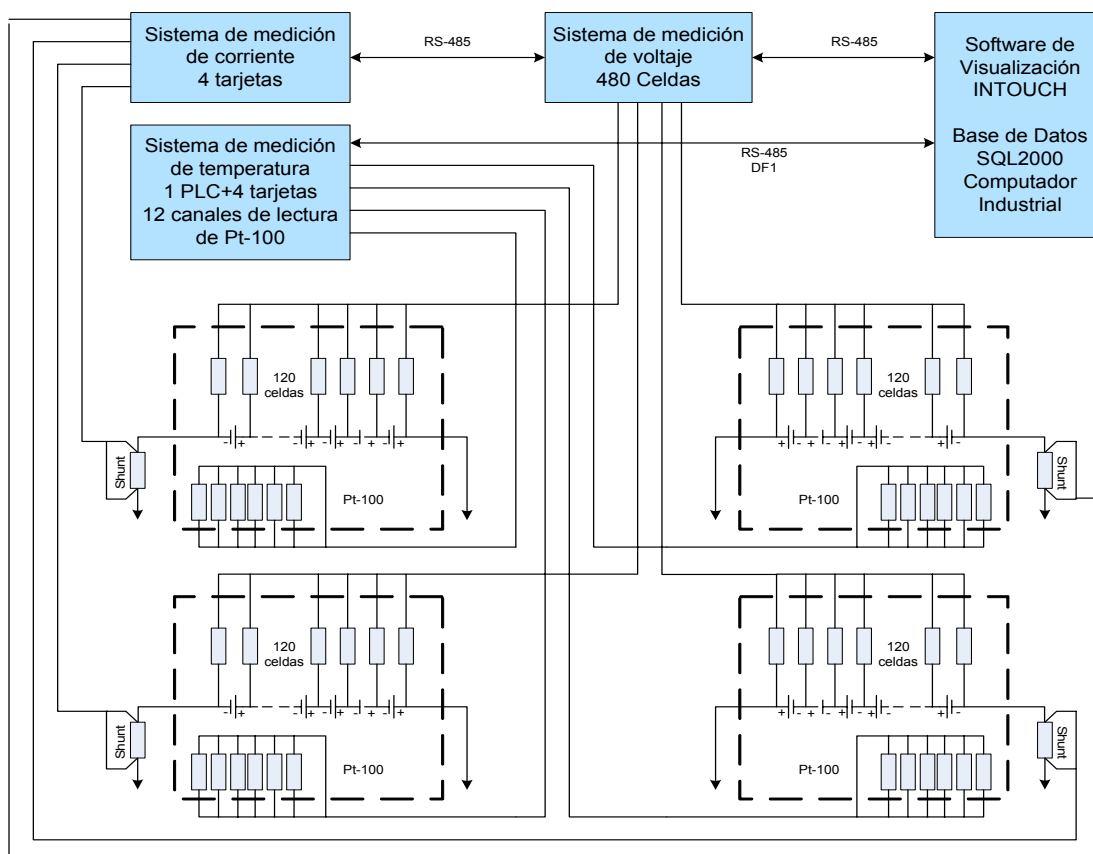 Sistema de medición
de corriente
4 tarjetas
RS-485
Sistema de medición
de voltaje
480 Celdas
RS-485
Software de
Visualización
INTOUCH
Base de Datos
SQL2000
Computador
Industrial
Sistema de medición
de temperatura
1 PLC+4 tarjetas
12 canales de lectura
de Pt-100
RS-485
DF1
120
celdas
- + - + - + - + - +
Shunt
Pt-100
120
celdas
+ - + - + - + - + -
Shunt
Pt-100
120
celdas
- + - + - + - + - +
Shunt
Pt-100
120
celdas
+ - + - + - + - + -
Shunt
Pt-100